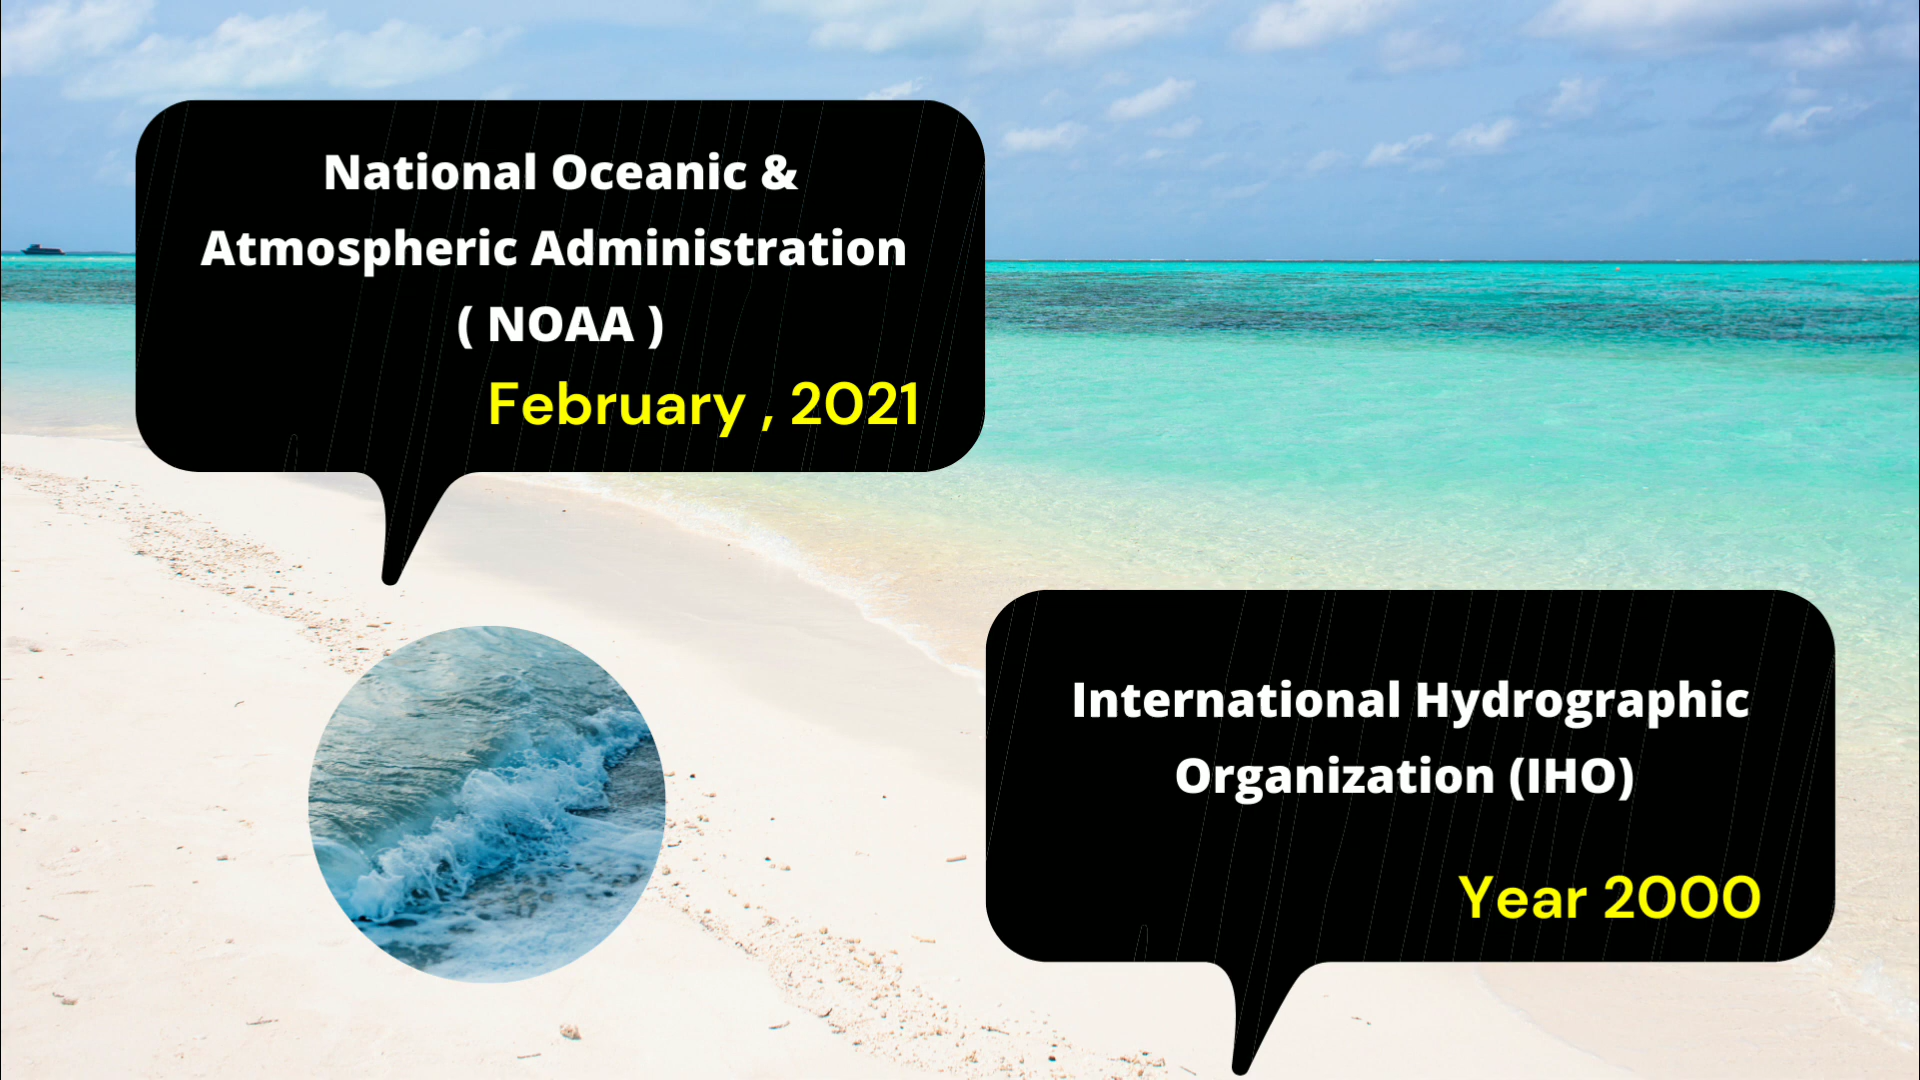 National Oceanic &
Atmospheric Administration
( NOAA )
February , 2021
International Hydrographic
Organization (IHO)
Year 2000